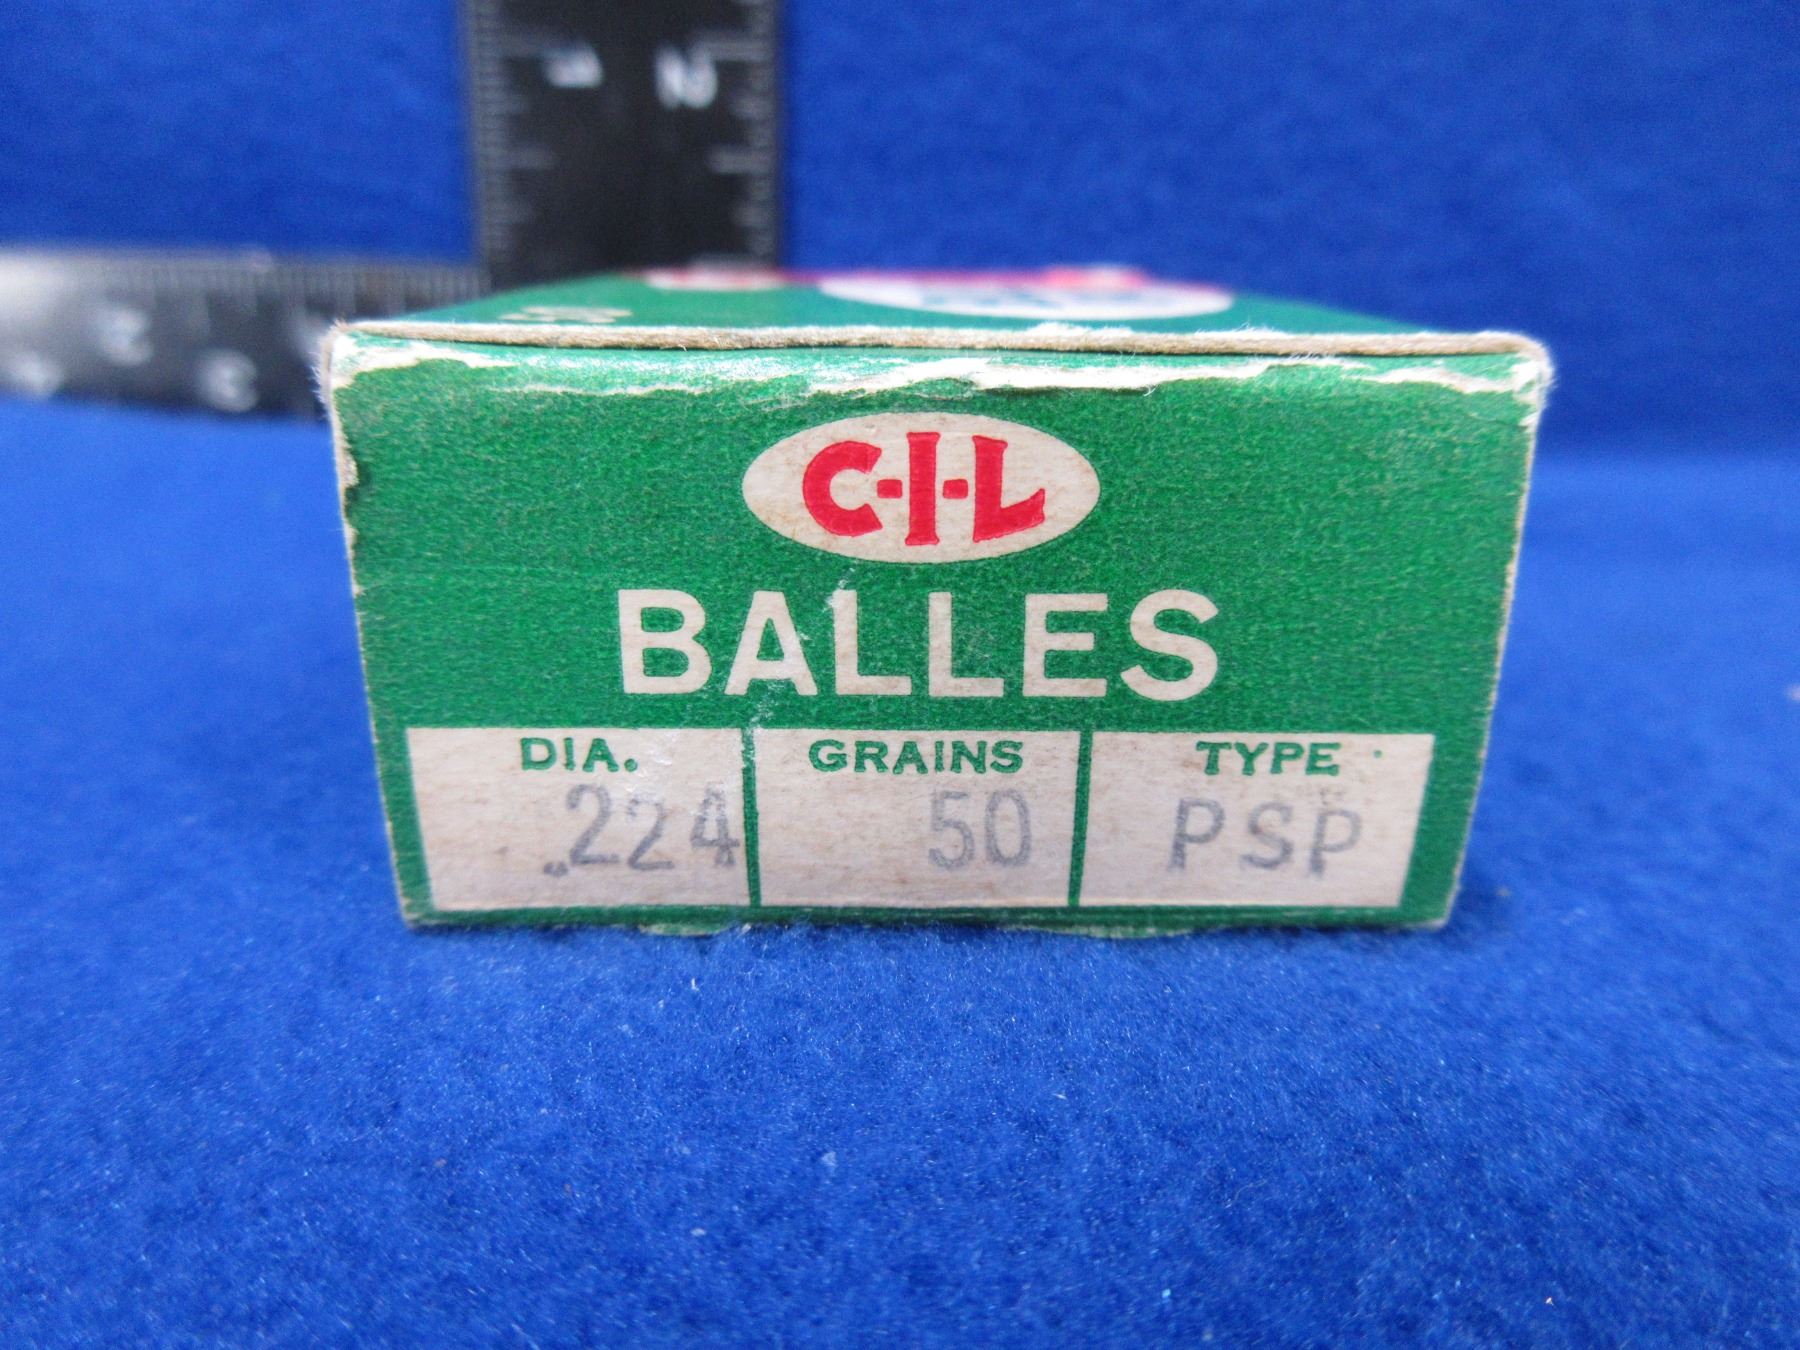 C-I-L
BALLES
DIA. GRAINS TYPE
.224 50 PSP